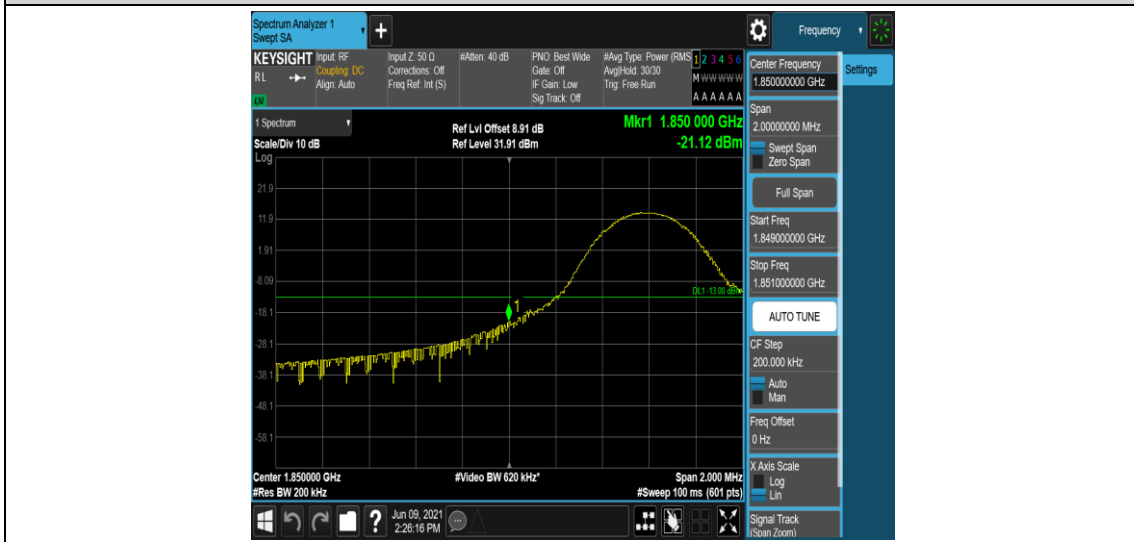 Spectrum Analyzer 1
Swept SA
+
Frequency
KEYSIGHT
RL
LXI
Input: RF
Coupling: DC
Align: Auto
Input Z: 50 Ω
Corrections: Off
Freq Ref: Int (S)
#Atten: 40 dB
PNO: Best Wide
Gate: Off
IF Gain: Low
Sig Track: Off
#Avg Type: Power (RMS
Avg|Hold: 30/30
Trig: Free Run
1 2 3 4 5 6
M W W W W W
A A A A A A
1 Spectrum
Scale/Div 10 dB
Log
Ref Lvl Offset 8.91 dB
Ref Level 31.91 dBm
Mkr1 1.850 000 GHz
-21.12 dBm
21.9
11.9
1.91
-8.09
-18.1
-28.1
-38.1
-48.1
-58.1
DL1 -13.00 dBm
1
Center 1.850000 GHz
#Res BW 200 kHz
#Video BW 620 kHz*
Span 2.000 MHz
#Sweep 100 ms (601 pts)
Center Frequency
1.850000000 GHz
Settings
Span
2.00000000 MHz
Swept Span
Zero Span
Full Span
Start Freq
1.849000000 GHz
Stop Freq
1.851000000 GHz
AUTO TUNE
CF Step
200.000 kHz
Auto
Man
Freq Offset
0 Hz
X Axis Scale
Log
Lin
Signal Track
(Span Zoom)
?
Jun 09, 2021
2:26:16 PM